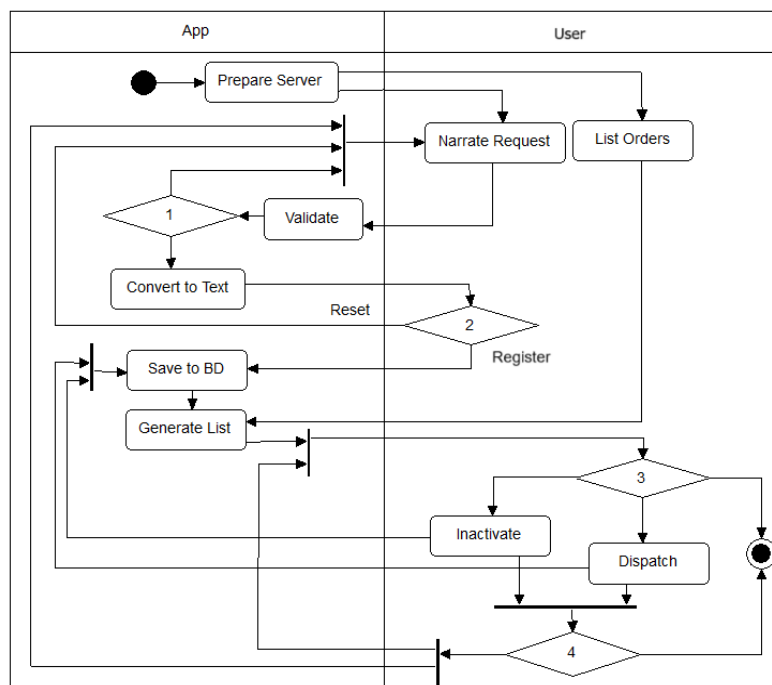 App
User
Prepare Server
Narrate Request
List Orders
1
Validate
Convert to Text
Reset
2
Register
Save to BD
Generate List
3
Inactivate
Dispatch
4